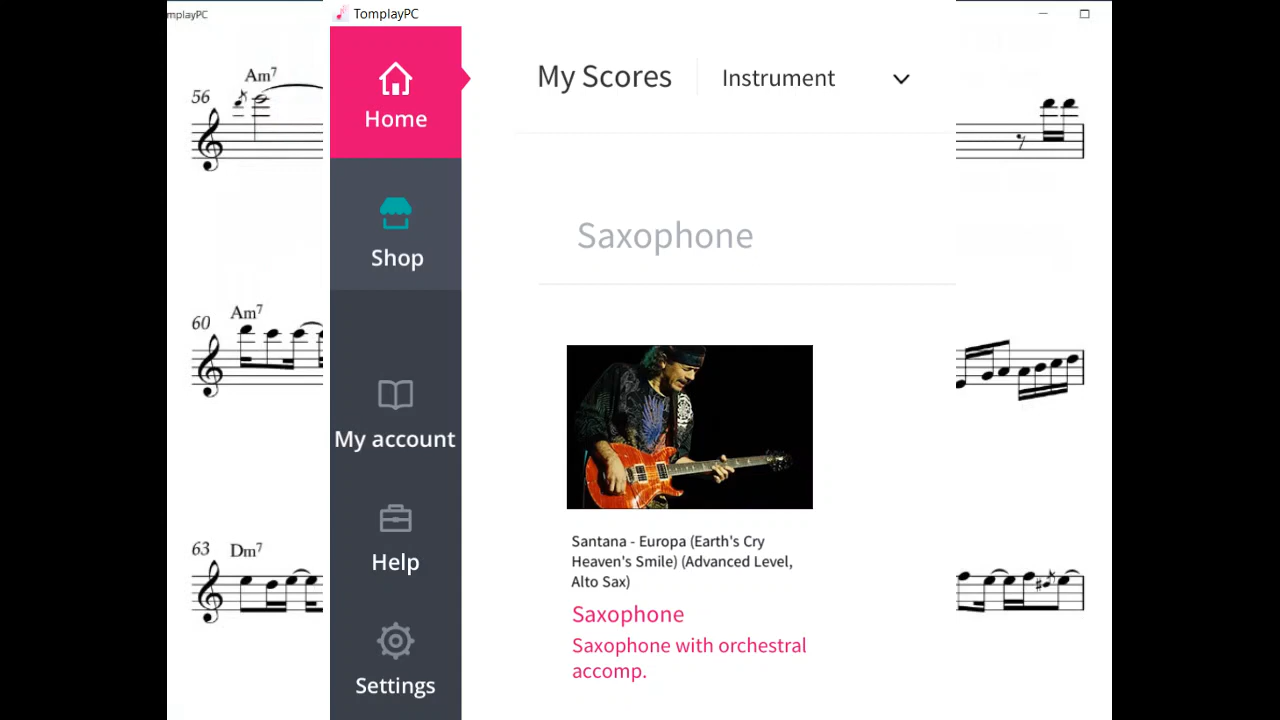 mplayPC
TomplayPC
Home
Shop
My account
Help
Settings
My Scores
Instrument
Saxophone
Santana - Europa (Earth's Cry
Heaven's Smile) (Advanced Level,
Alto Sax)
Saxophone
Saxophone with orchestral
accomp.
56
Am7
60
Am7
63
Dm7